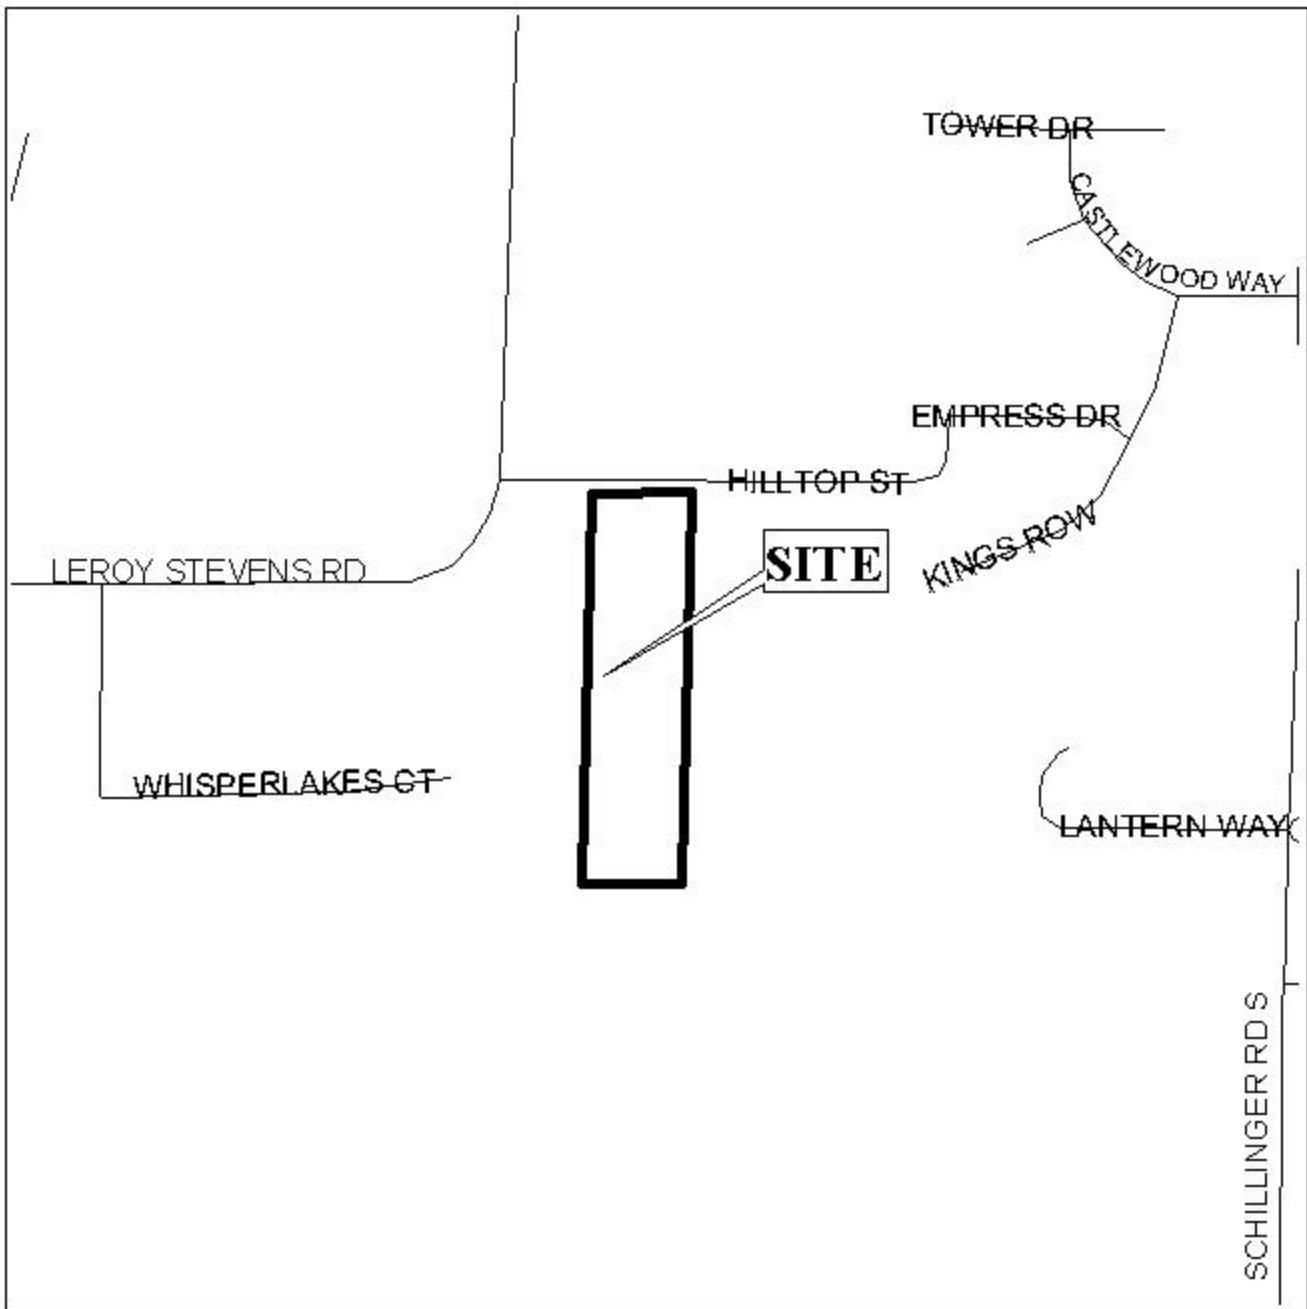 TOWER DR
CASTLEWOOD WAY
EMPRESS DR
HILLTOP ST
KINGS ROW
SITE
LEROY STEVENS RD
WHISPERLAKES CT
LANTERN WAY
SCHILLINGER RD S